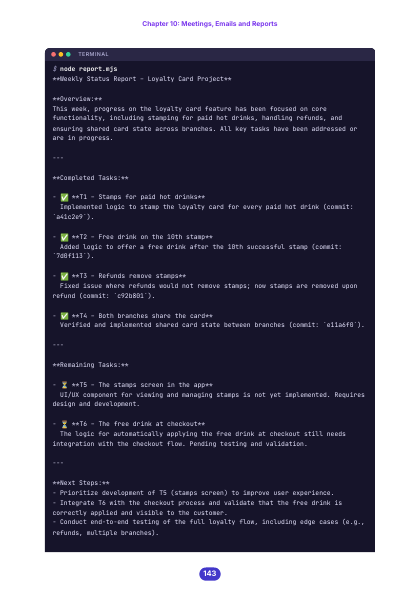 Chapter 10: Meetings, Emails and Reports
TERMINAL
$ node report.mjs
**Weekly Status Report – Loyalty Card Project**
**Overview:**
This week, progress on the loyalty card feature has been focused on core
functionality, including stamping for paid hot drinks, handling refunds, and
ensuring shared card state across branches. All key tasks have been addressed or
are in progress.
---
**Completed Tasks:**
- ✅ **T1 – Stamps for paid hot drinks**
Implemented logic to stamp the loyalty card for every paid hot drink (commit:
`a41c2e9`).
- ✅ **T2 – Free drink on the 10th stamp**
Added logic to offer a free drink after the 10th successful stamp (commit:
`7d0f113`).
- ✅ **T3 – Refunds remove stamps**
Fixed issue where refunds would not remove stamps; now stamps are removed upon
refund (commit: `c92b801`).
- ✅ **T4 – Both branches share the card**
Verified and implemented shared card state between branches (commit: `e11a6f0`).
---
**Remaining Tasks:**
- ⏳ **T5 – The stamps screen in the app**
UI/UX component for viewing and managing stamps is not yet implemented. Requires
design and development.
- ⏳ **T6 – The free drink at checkout**
The logic for automatically applying the free drink at checkout still needs
integration with the checkout flow. Pending testing and validation.
---
**Next Steps:**
- Prioritize development of T5 (stamps screen) to improve user experience.
- Integrate T6 with the checkout process and validate that the free drink is
correctly applied and visible to the customer.
- Conduct end-to-end testing of the full loyalty flow, including edge cases (e.g.,
refunds, multiple branches).
143